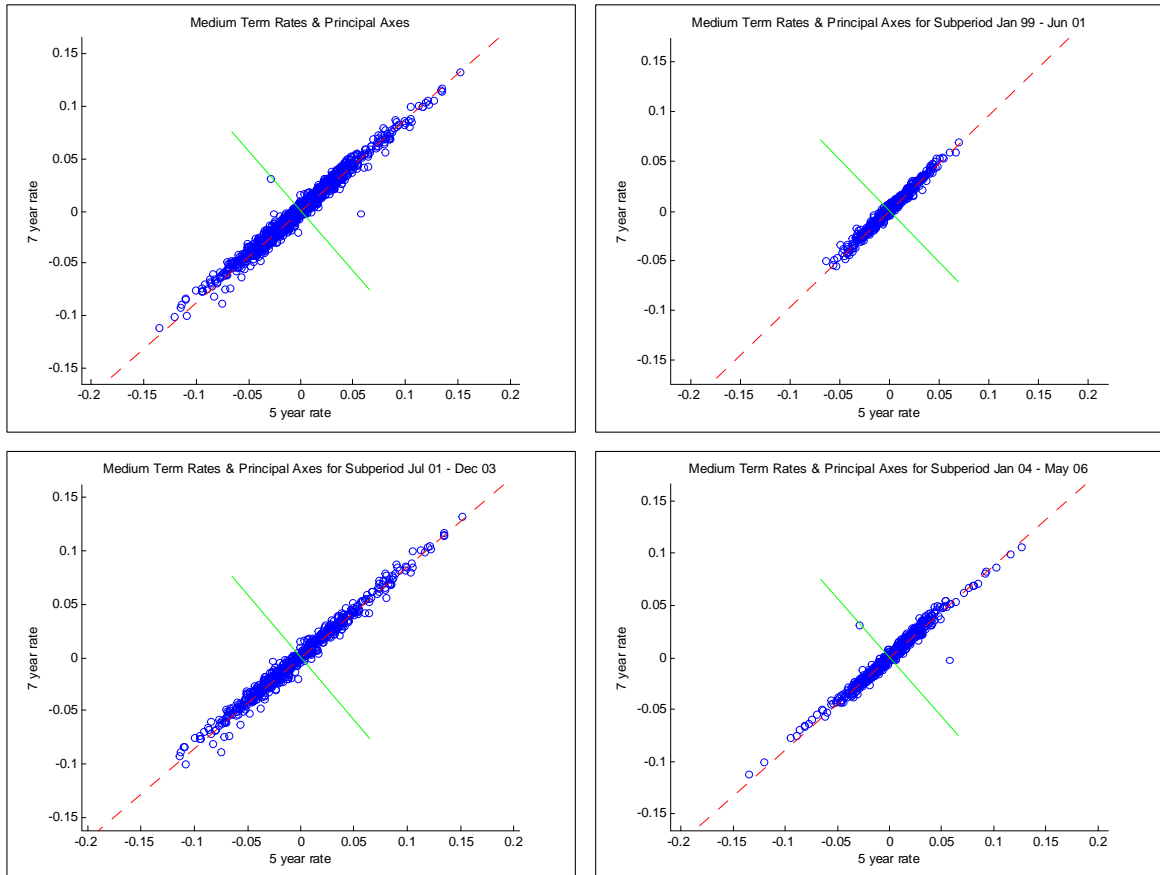 Medium Term Rates & Principal Axes
0.15
0.1
0.05
0
-0.05
-0.1
-0.15
7 year rate
-0.2 -0.15 -0.1 -0.05 0 0.05 0.1 0.15 0.2
5 year rate
Medium Term Rates & Principal Axes for Subperiod Jan 99 - Jun 01
0.15
0.1
0.05
0
-0.05
-0.1
-0.15
7 year rate
-0.2 -0.15 -0.1 -0.05 0 0.05 0.1 0.15 0.2
5 year rate
Medium Term Rates & Principal Axes for Subperiod Jul 01 - Dec 03
0.15
0.1
0.05
0
-0.05
-0.1
-0.15
7 year rate
-0.2 -0.15 -0.1 -0.05 0 0.05 0.1 0.15 0.2
5 year rate
Medium Term Rates & Principal Axes for Subperiod Jan 04 - May 06
0.15
0.1
0.05
0
-0.05
-0.1
-0.15
7 year rate
-0.2 -0.15 -0.1 -0.05 0 0.05 0.1 0.15 0.2
5 year rate